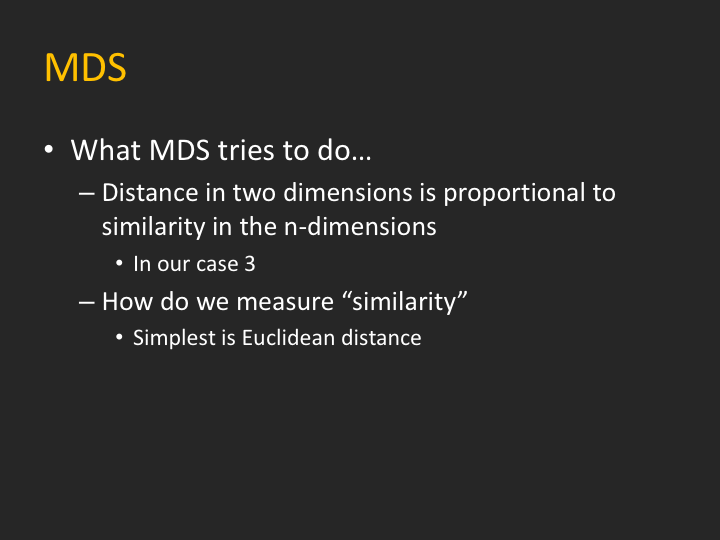 MDS
• What MDS tries to do…
– Distance in two dimensions is proportional to
similarity in the n-dimensions
• In our case 3
– How do we measure “similarity”
• Simplest is Euclidean distance